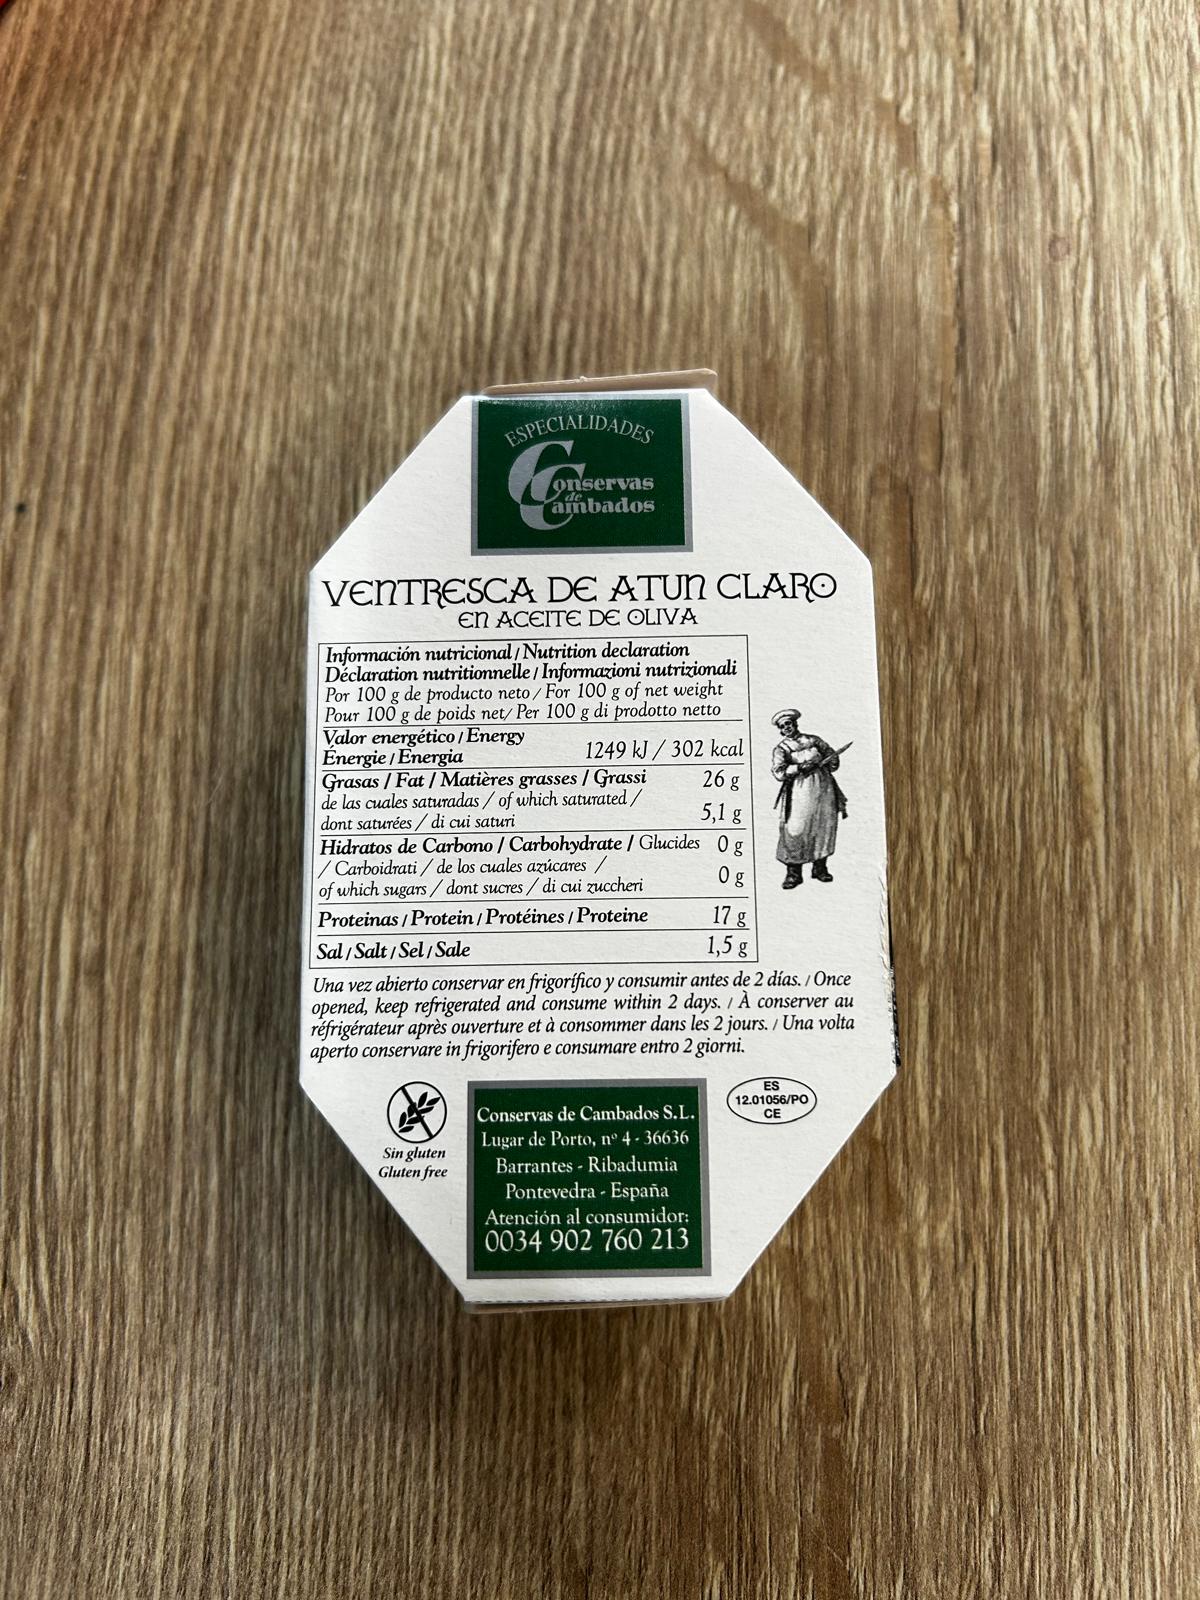 ESPECIALIDADES
Conservas
de
Cambados
VENTRESCA DE ATUN CLARO
EN ACEITE DE OLIVA
Información nutricional / Nutrition declaration
Déclaration nutritionnelle / Informazioni nutrizionali
Por 100 g de producto neto / For 100 g of net weight
Pour 100 g de poids net/ Per 100 g di prodotto netto
Valor energético / Energy
Énergie / Energia 1249 kJ / 302 kcal
Grasas / Fat / Matières grasses / Grassi 26 g
de las cuales saturadas / of which saturated /
dont saturées / di cui saturi 5,1 g
Hidratos de Carbono / Carbohydrate / Glucides 0 g
/ Carboidrati / de los cuales azúcares /
of which sugars / dont sucres / di cui zuccheri 0 g
Proteinas / Protein / Protéines / Proteine 17 g
Sal / Salt / Sel / Sale 1,5 g
Una vez abierto conservar en frigorífico y consumir antes de 2 días. / Once
opened, keep refrigerated and consume within 2 days. / À conserver au
réfrigérateur après ouverture et à consommer dans les 2 jours. / Una volta
aperto conservare in frigorifero e consumare entro 2 giorni.
Sin gluten
Gluten free
Conservas de Cambados S.L.
Lugar de Porto, nº 4 - 36636
Barrantes - Ribadumia
Pontevedra - España
Atención al consumidor:
0034 902 760 213
ES
12.01056/PO
CE